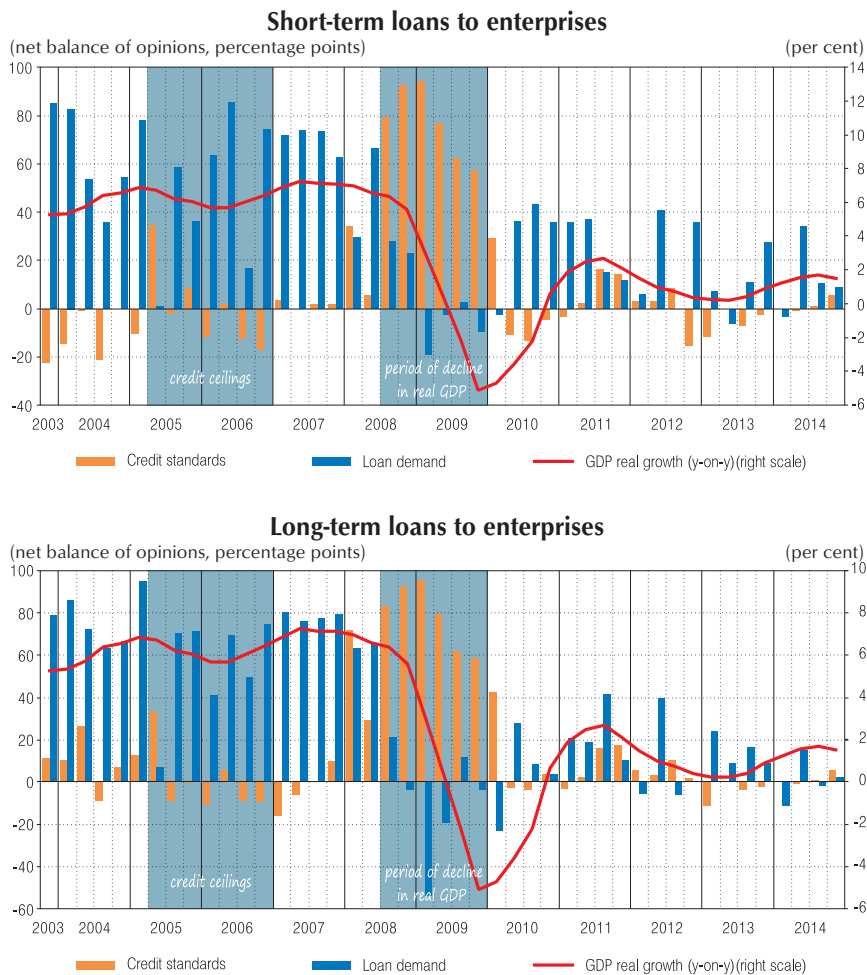 Short-term loans to enterprises
(net balance of opinions, percentage points) (per cent)
100 14
80 12
60 10
40 8
20 6
0 4
-20 2
-40 0
-2
-4
-6
credit ceilings
period of decline
in real GDP
2003 2004 2005 2006 2007 2008 2009 2010 2011 2012 2013 2014
Credit standards Loan demand GDP real growth (y-on-y)(right scale)
Long-term loans to enterprises
(net balance of opinions, percentage points) (per cent)
100 10
80 8
60 6
40 4
20 2
0 0
-20 -2
-40 -4
-60 -6
credit ceilings
period of decline
in real GDP
2003 2004 2005 2006 2007 2008 2009 2010 2011 2012 2013 2014
Credit standards Loan demand GDP real growth (y-on-y)(right scale)